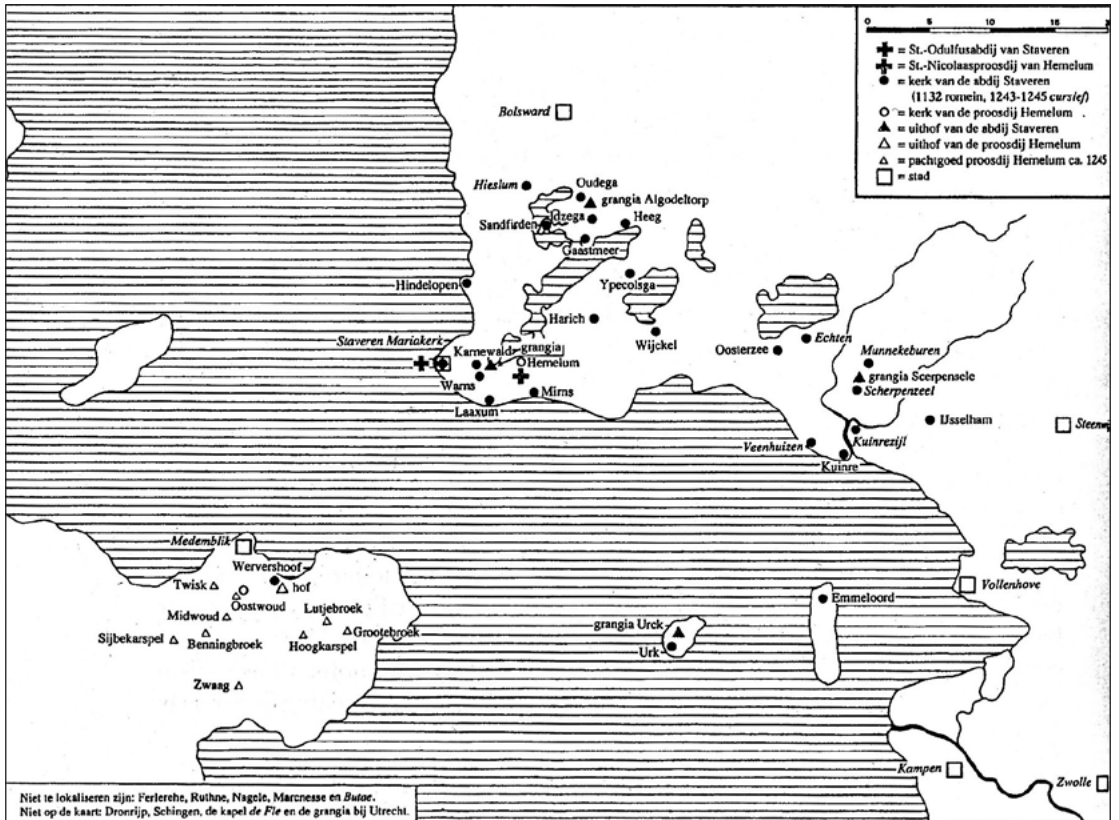 0 5 10 15 20
= St.-Odulfusabdij van Staveren
= St.-Nicolaasproosdij van Hemelum
= kerk van de abdij Staveren
(1132 romein, 1243-1245 cursief)
= kerk van de proosdij Hemelum
= uithof van de abdij Staveren
= uithof van de proosdij Hemelum
= pachtgoed proosdij Hemelum ca. 1245
= stad
Bolsward
Hieslum
Oudega
grangia Algodeltorp
Idzega
Sandfirden
Heeg
Gaastmeer
Hindelopen
Ypecolsga
Harich
Wijckel
Staveren Mariakerk
Karnewald
grangia
Hemelum
Warns
Mirns
Laaxum
Oosterzee
Echten
Munnekeburen
grangia Scerpensele
Scherpenzeel
IJsselham
Kuinrezijl
Veenhuizen
Kuinre
Medemblik
Wervershoof
hof
Twisk
Oostwoud
Lutjebroek
Midwoud
Sijbekarspel
Benningbroek
Hoogkarspel
Grootebroek
Zwaag
Vollenhove
Emmeloord
grangia Urck
Urk
Kampen
Zwolle
Niet te lokaliseren zijn: Ferlerehe, Ruthne, Nagele, Marcnesse en Butae.
Niet op de kaart: Dronrijp, Schingen, de kapel de Fle en de grangia bij Utrecht.